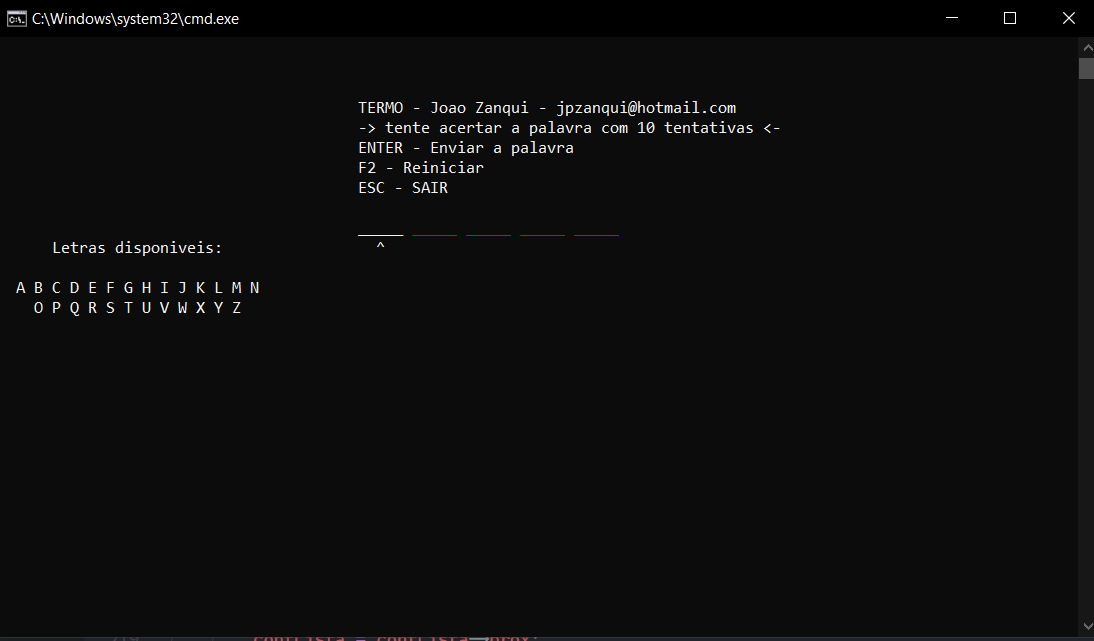 C:\Windows\system32\cmd.exe
TERMO - Joao Zanqui - jpzanqui@hotmail.com
-> tente acertar a palavra com 10 tentativas <-
ENTER - Enviar a palavra
F2 - Reiniciar
ESC - SAIR
_____ _____ _____ _____ _____
^
Letras disponiveis:
A B C D E F G H I J K L M N
O P Q R S T U V W X Y Z